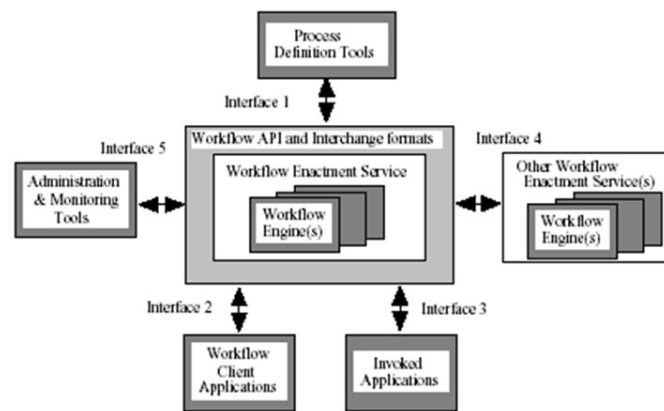 Process
Definition Tools
Interface 1
Workflow API and Interchange formats
Interface 5
Interface 4
Workflow Enactment Service
Workflow
Engine(s)
Administration
& Monitoring
Tools
Other Workflow
Enactment Service(s)
Workflow
Engine(s)
Interface 2
Interface 3
Workflow
Client
Applications
Invoked
Applications